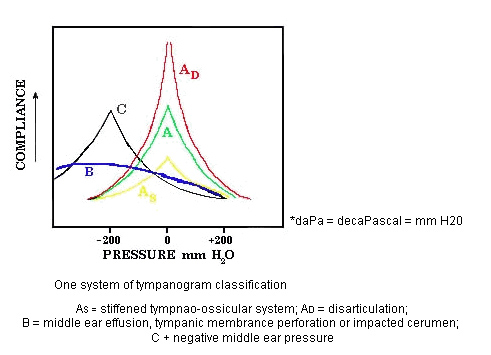 COMPLIANCE
AD
A
C
B
AS
-200 0 +200
PRESSURE mm H2O
*daPa = decaPascal = mm H20
One system of tympanogram classification
As = stiffened tympnao-ossicular system; AD = disarticulation;
B = middle ear effusion, tympanic membrance perforation or impacted cerumen;
C + negative middle ear pressure